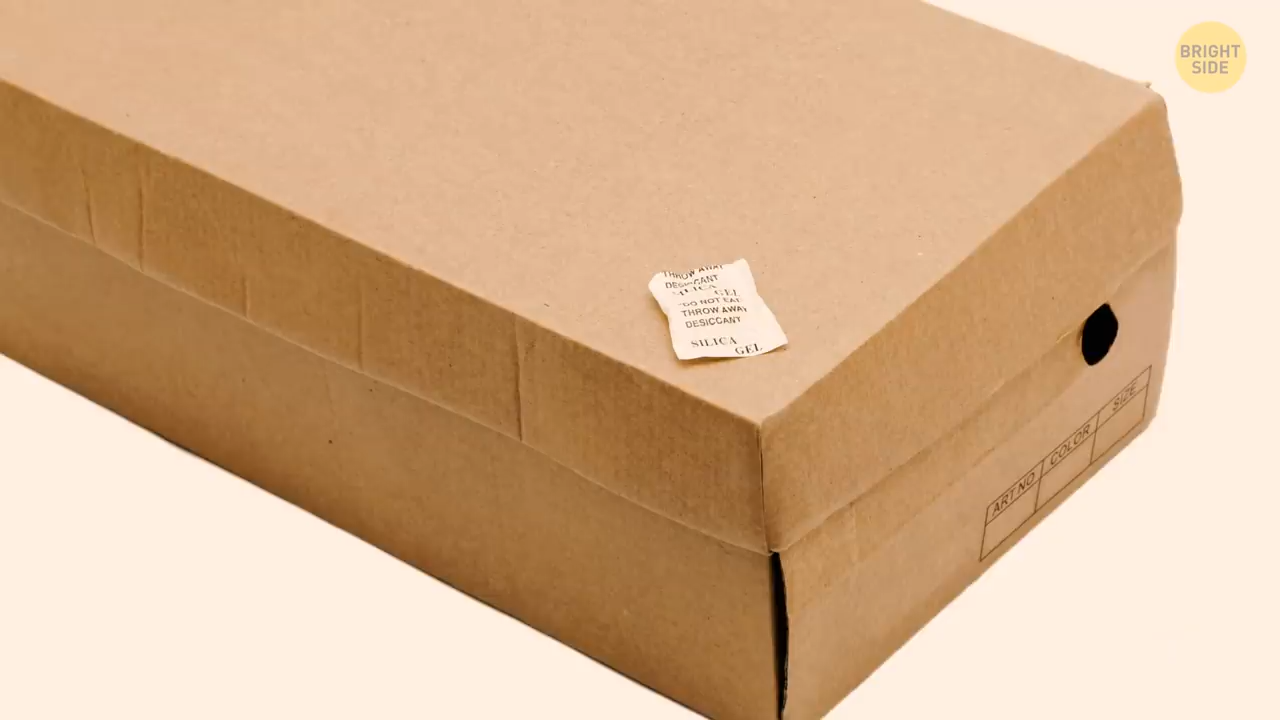 BRIGHT
SIDE
THROW AWAY
DESICCANT
SILICA GEL
"DO NOT EAT
THROW AWAY
DESICCANT
SILICA
GEL
ART NO COLOR SIZE